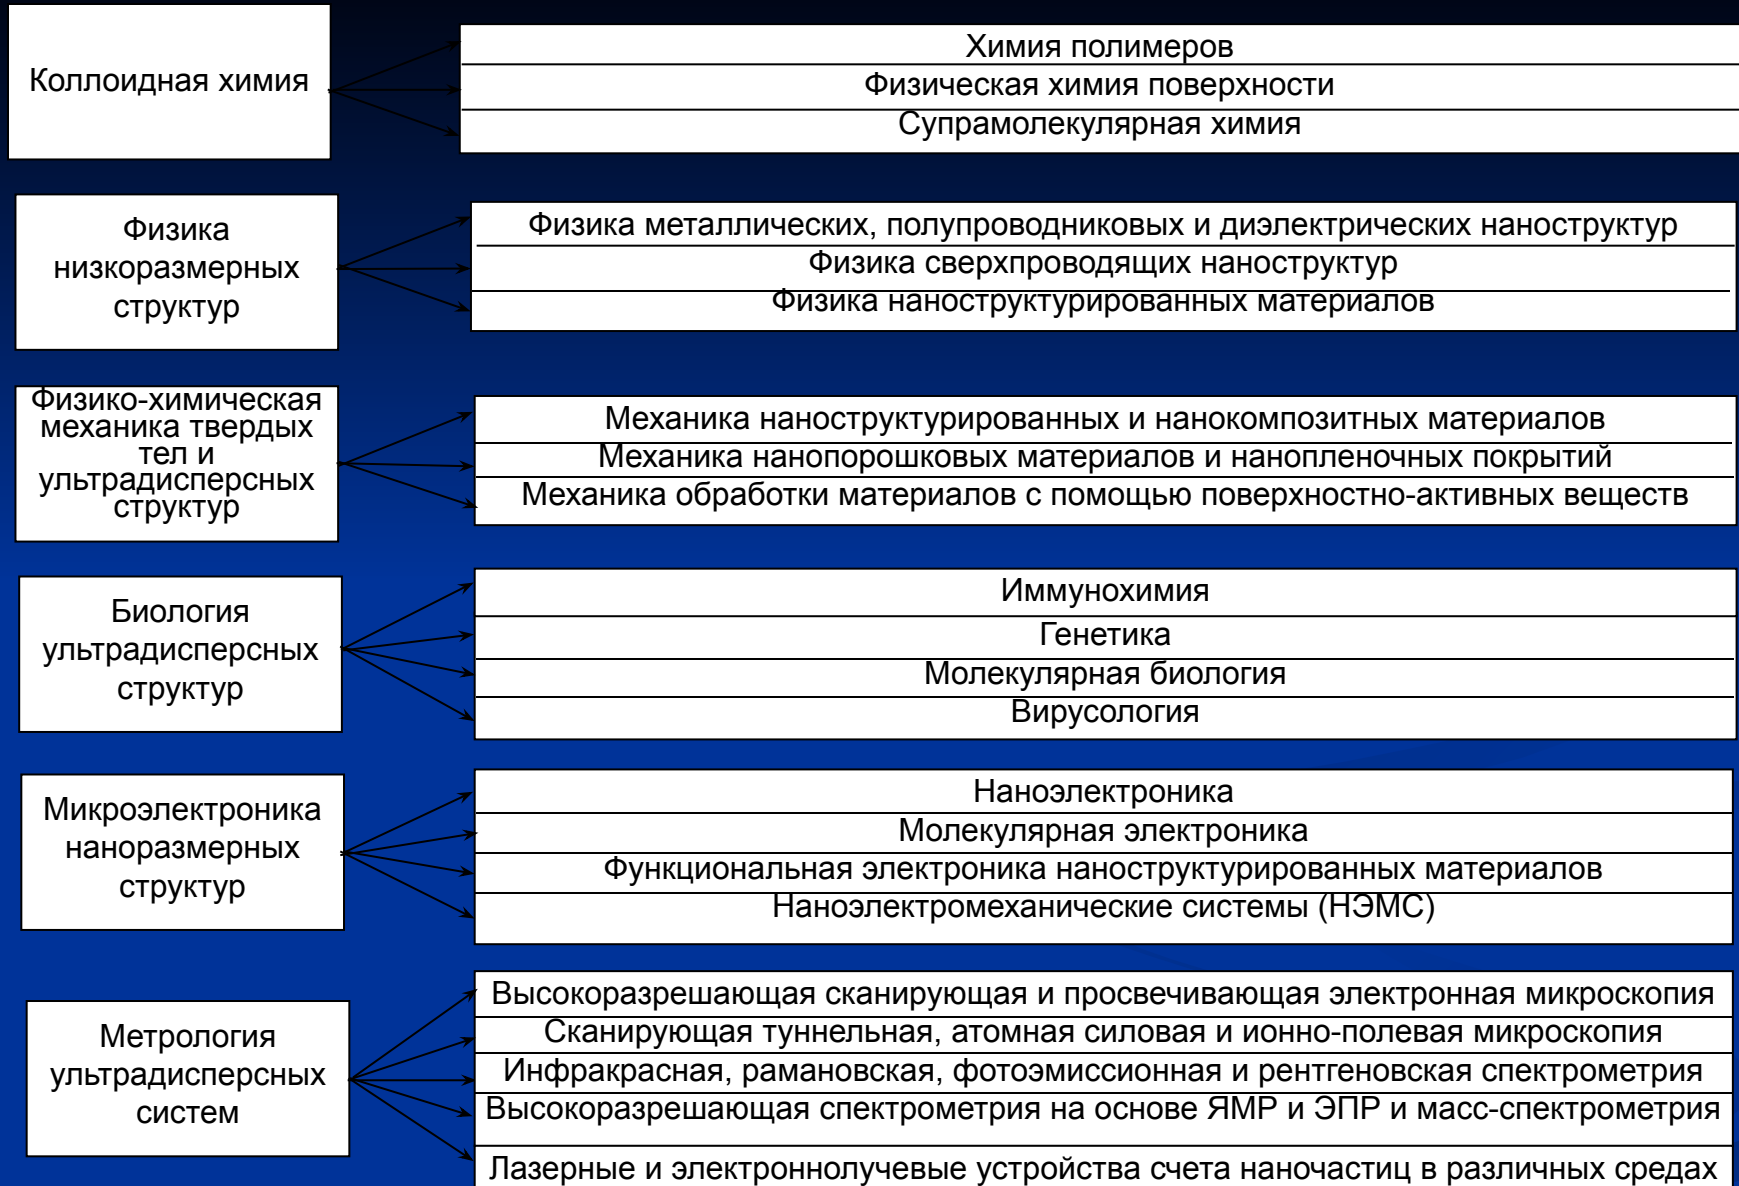 Коллоидная химия
Химия полимеров
Физическая химия поверхности
Супрамолекулярная химия
Физика
низкоразмерных
структур
Физика металлических, полупроводниковых и диэлектрических наноструктур
Физика сверхпроводящих наноструктур
Физика наноструктурированных материалов
Физико-химическая
механика твердых
тел и
ультрадисперсных
структур
Механика наноструктурированных и нанокомпозитных материалов
Механика нанопорошковых материалов и нанопленочных покрытий
Механика обработки материалов с помощью поверхностно-активных веществ
Биология
ультрадисперсных
структур
Иммунохимия
Генетика
Молекулярная биология
Вирусология
Микроэлектроника
наноразмерных
структур
Наноэлектроника
Молекулярная электроника
Функциональная электроника наноструктурированных материалов
Наноэлектромеханические системы (НЭМС)
Метрология
ультрадисперсных
систем
Высокоразрешающая сканирующая и просвечивающая электронная микроскопия
Сканирующая туннельная, атомная силовая и ионно-полевая микроскопия
Инфракрасная, рамановская, фотоэмиссионная и рентгеновская спектрометрия
Высокоразрешающая спектрометрия на основе ЯМР и ЭПР и масс-спектрометрия
Лазерные и электроннолучевые устройства счета наночастиц в различных средах